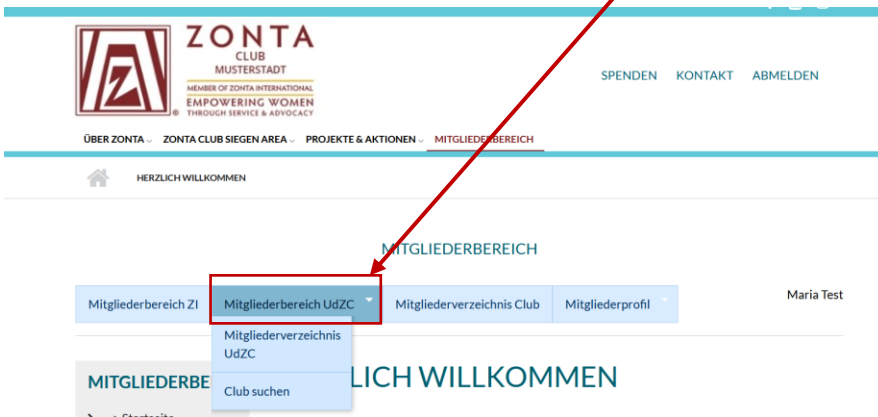 ZONTA
CLUB
MUSTERSTADT
MEMBER OF ZONTA INTERNATIONAL
EMPOWERING WOMEN
THROUGH SERVICE & ADVOCACY
SPENDEN KONTAKT ABMELDEN
ÜBER ZONTA ZONTA CLUB SIEGEN AREA PROJEKTE & AKTIONEN MITGLIEDERBEREICH
HERZLICH WILLKOMMEN
MITGLIEDERBEREICH
Maria Test
Mitgliederbereich ZI Mitgliederbereich UdZC Mitgliederverzeichnis Club Mitgliederprofil
Mitgliederverzeichnis
UdZC
Club suchen
MITGLIEDERBE
LICH WILLKOMMEN
Startseite